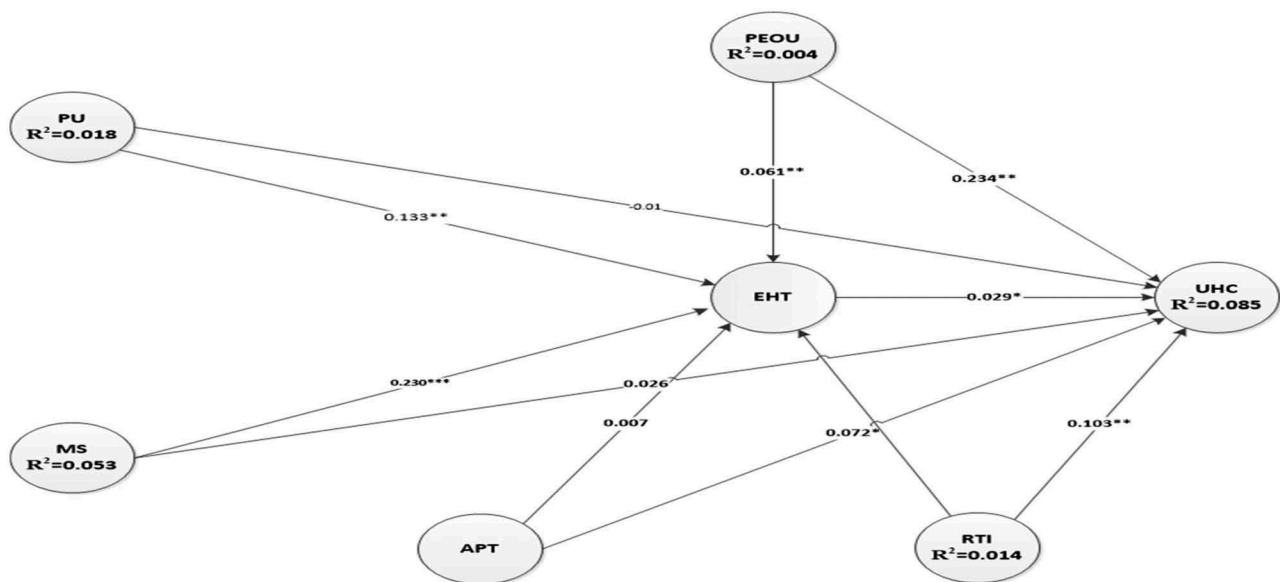 PEOU
R²=0.004
PU
R²=0.018
0.061**
0.234**
-0.01
0.133**
EHT
0.029*
UHC
R²=0.085
0.230***
0.026
0.007
0.072*
0.103**
MS
R²=0.053
APT
RTI
R²=0.014